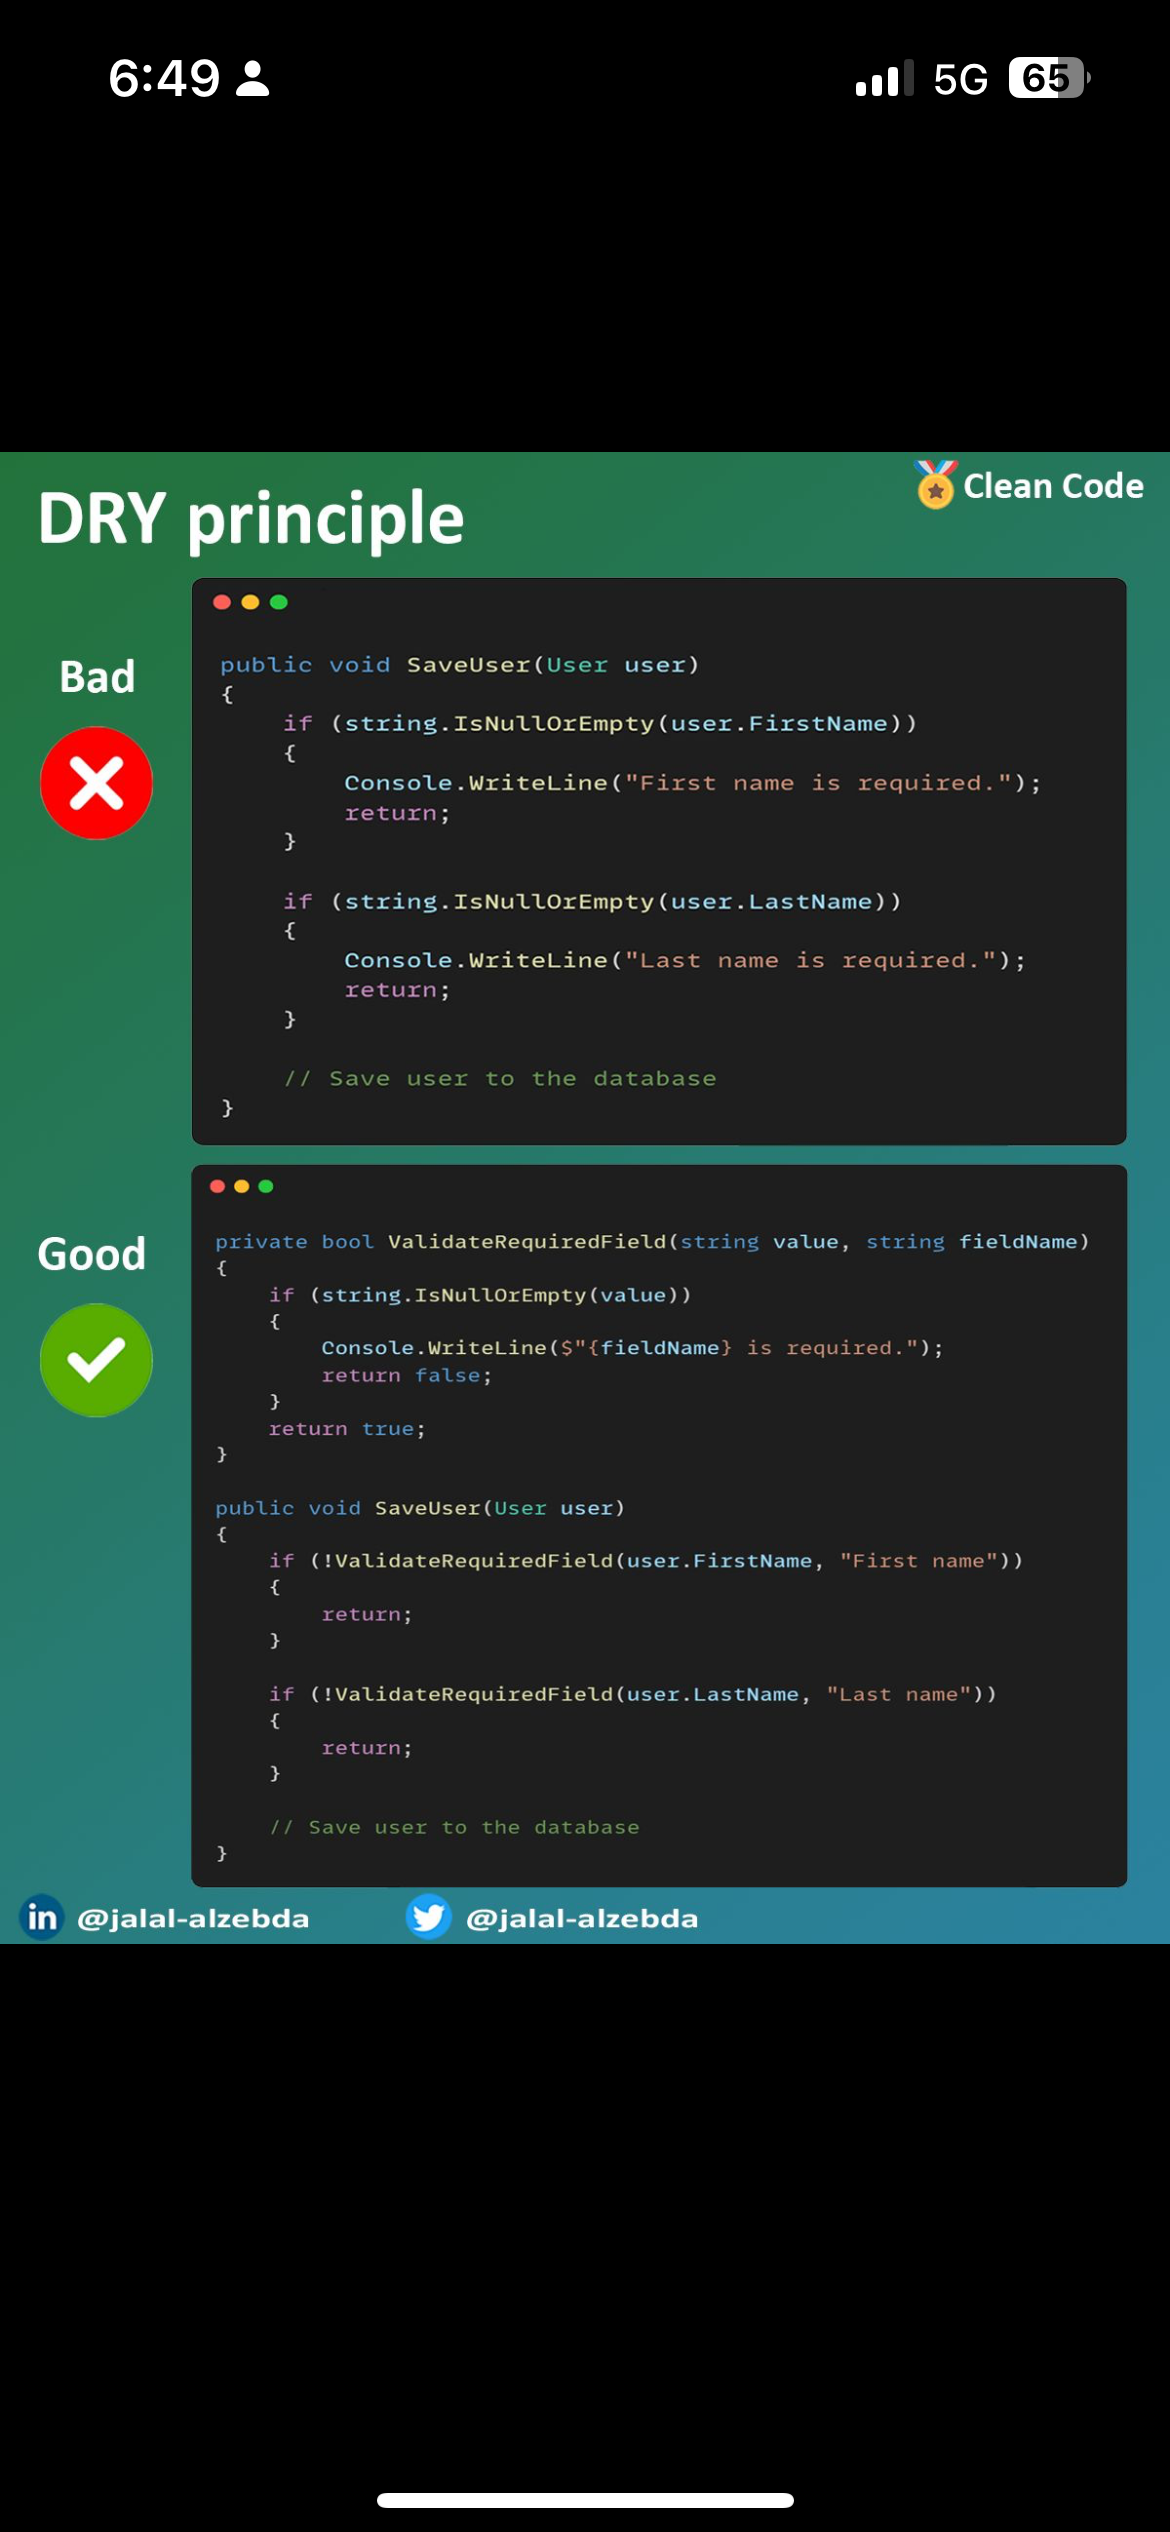 6:49
5G 65
DRY principle
Clean Code
Bad
public void SaveUser(User user)
{
    if (string.IsNullOrEmpty(user.FirstName))
    {
        Console.WriteLine("First name is required.");
        return;
    }

    if (string.IsNullOrEmpty(user.LastName))
    {
        Console.WriteLine("Last name is required.");
        return;
    }

    // Save user to the database
}
Good
private bool ValidateRequiredField(string value, string fieldName)
{
    if (string.IsNullOrEmpty(value))
    {
        Console.WriteLine($"{fieldName} is required.");
        return false;
    }
    return true;
}

public void SaveUser(User user)
{
    if (!ValidateRequiredField(user.FirstName, "First name"))
    {
        return;
    }

    if (!ValidateRequiredField(user.LastName, "Last name"))
    {
        return;
    }

    // Save user to the database
}
in @jalal-alzebda
@jalal-alzebda